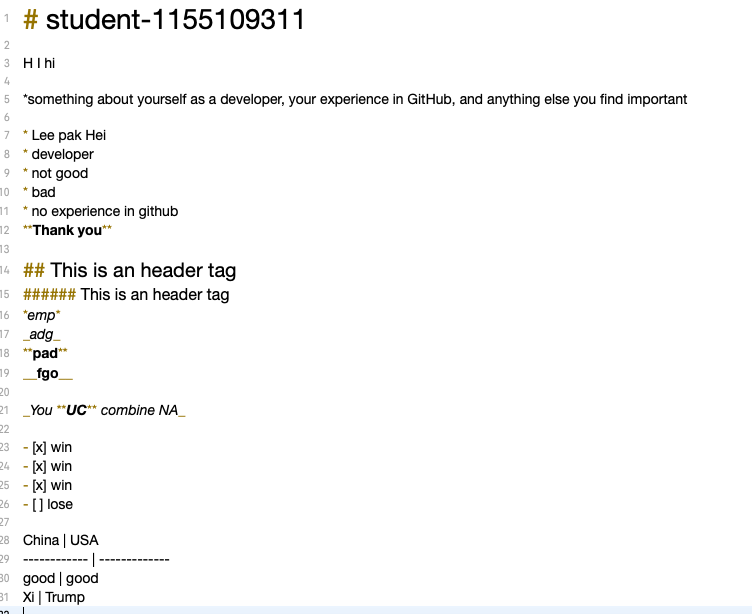 1 # student-1155109311
2
3 H I hi
4
5 *something about yourself as a developer, your experience in GitHub, and anything else you find important
6
7 * Lee pak Hei
8 * developer
9 * not good
10 * bad
11 * no experience in github
12 **Thank you**
13
14 ## This is an header tag
15 ###### This is an header tag
16 *emp*
17 _adg_
18 **pad**
19 __fgo__
20
21 _You **UC** combine NA_
22
23 - [x] win
24 - [x] win
25 - [x] win
26 - [ ] lose
27
28 China | USA
29 ------------ | -------------
30 good | good
31 Xi | Trump
32